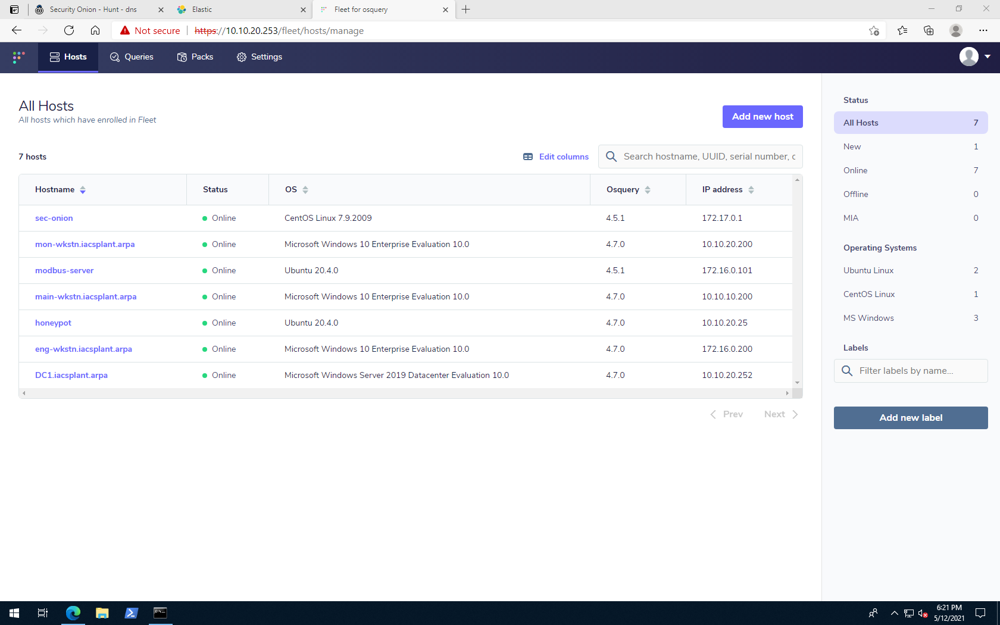 Security Onion - Hunt - dns
Elastic
Fleet for osquery
Not secure
https://10.10.20.253/fleet/hosts/manage
Hosts
Queries
Packs
Settings
All Hosts
All hosts which have enrolled in Fleet
Add new host
7 hosts
Edit columns
Search hostname, UUID, serial number, c
Hostname Status OS Osquery IP address
sec-onion Online CentOS Linux 7.9.2009 4.5.1 172.17.0.1
mon-wkstn.iacsplant.arpa Online Microsoft Windows 10 Enterprise Evaluation 10.0 4.7.0 10.10.20.200
modbus-server Online Ubuntu 20.4.0 4.5.1 172.16.0.101
main-wkstn.iacsplant.arpa Online Microsoft Windows 10 Enterprise Evaluation 10.0 4.7.0 10.10.10.200
honeypot Online Ubuntu 20.4.0 4.7.0 10.10.20.25
eng-wkstn.iacsplant.arpa Online Microsoft Windows 10 Enterprise Evaluation 10.0 4.7.0 172.16.0.200
DC1.iacsplant.arpa Online Microsoft Windows Server 2019 Datacenter Evaluation 10.0 4.7.0 10.10.20.252
Prev
Next
Status
All Hosts 7
New 1
Online 7
Offline 0
MIA 0
Operating Systems
Ubuntu Linux 2
CentOS Linux 1
MS Windows 3
Labels
Filter labels by name...
Add new label
6:21 PM
5/12/2021